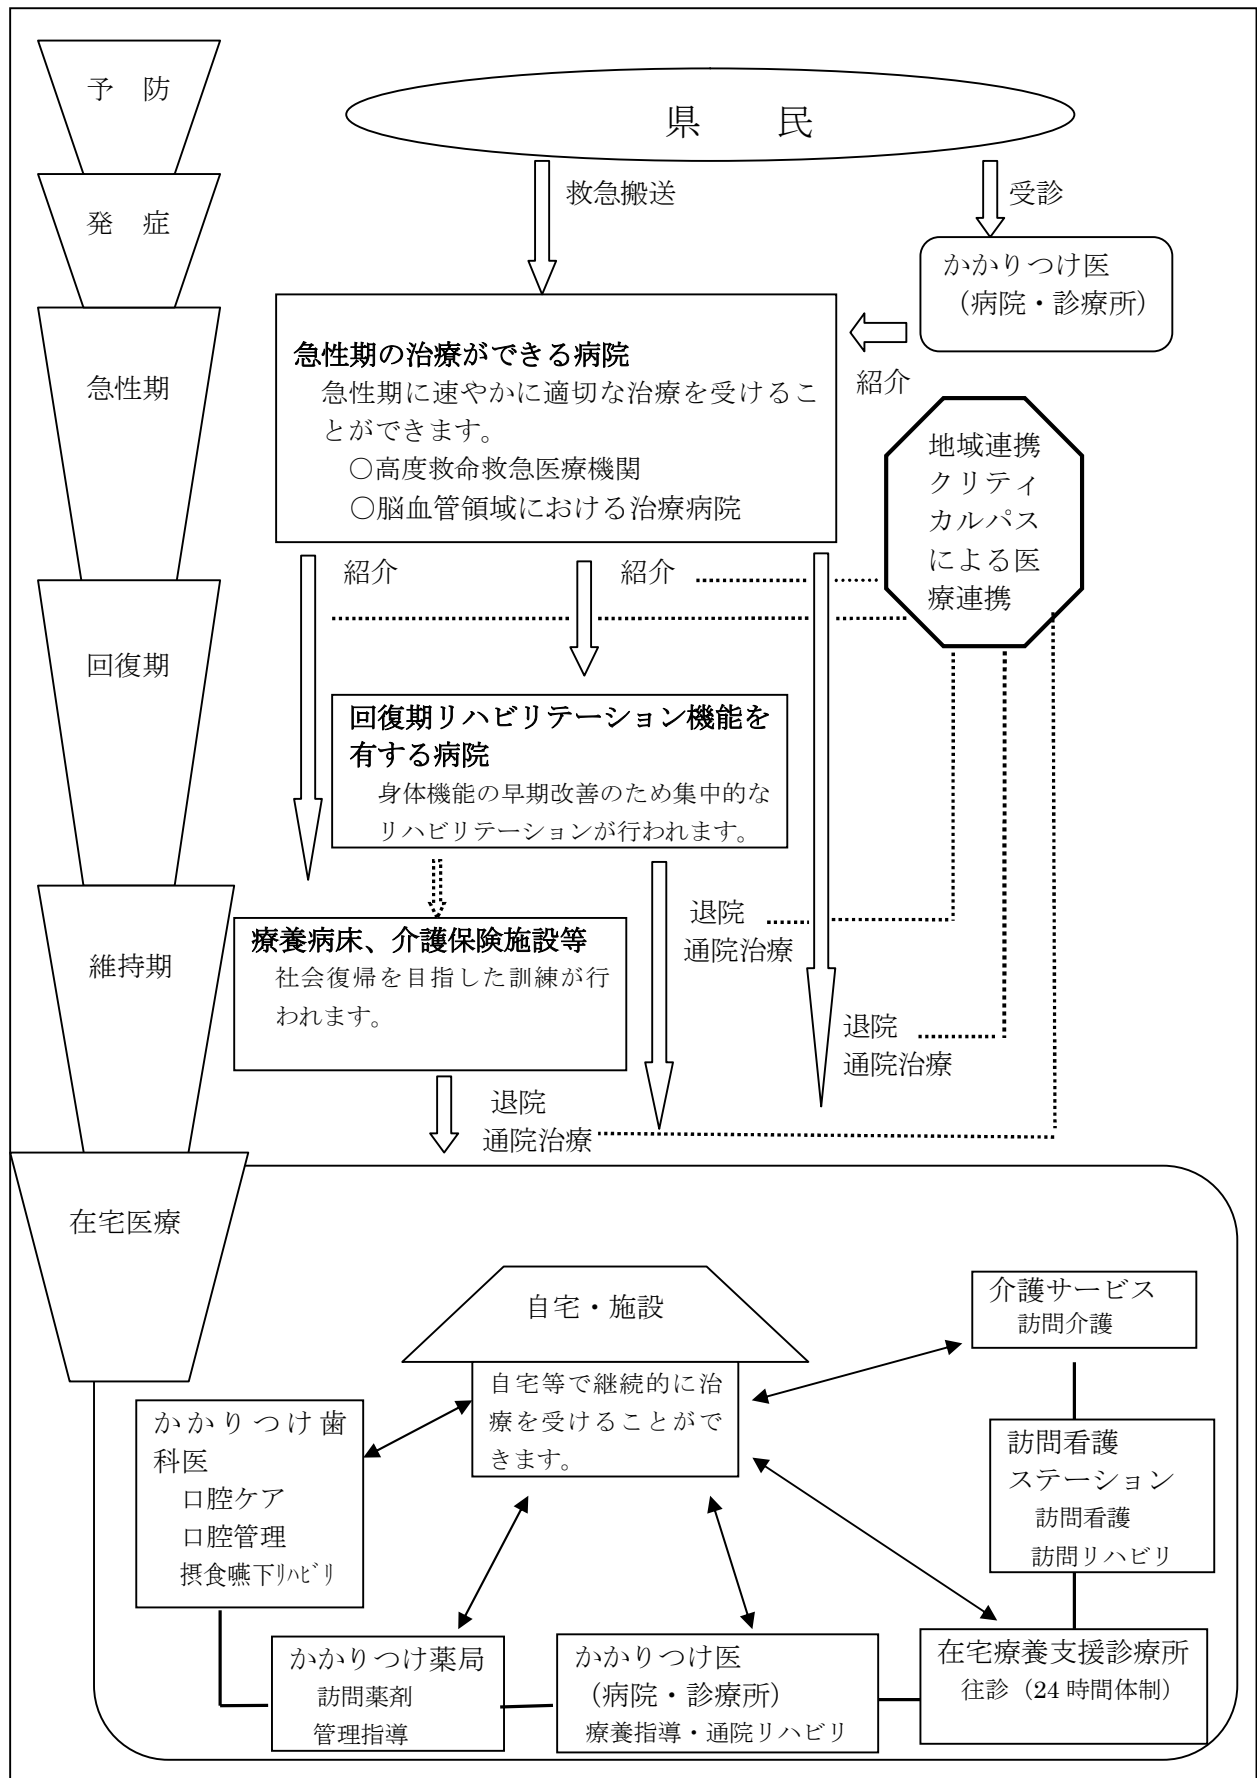 予　防
県　　民
救急搬送
受診
発　症
かかりつけ医
（病院・診療所）
急性期の治療ができる病院
急性期に速やかに適切な治療を受けるこ
とができます。
○高度救命救急医療機関
○脳血管領域における治療病院
紹介
急性期
地域連携
クリティ
カルパス
による医
療連携
紹介
紹介
回復期
回復期リハビリテーション機能を
有する病院
身体機能の早期改善のため集中的な
リハビリテーションが行われます。
維持期
療養病床、介護保険施設等
社会復帰を目指した訓練が行
われます。
退院
通院治療
退院
通院治療
退院
通院治療
在宅医療
自宅・施設
自宅等で継続的に治
療を受けることがで
きます。
介護サービス
訪問介護
かかりつけ歯
科医
口腔ケア
口腔管理
摂食嚥下ﾘﾊﾋﾞﾘ
訪問看護
ステーション
訪問看護
訪問リハビリ
かかりつけ薬局
訪問薬剤
管理指導
かかりつけ医
（病院・診療所）
療養指導・通院リハビリ
在宅療養支援診療所
往診（24 時間体制）